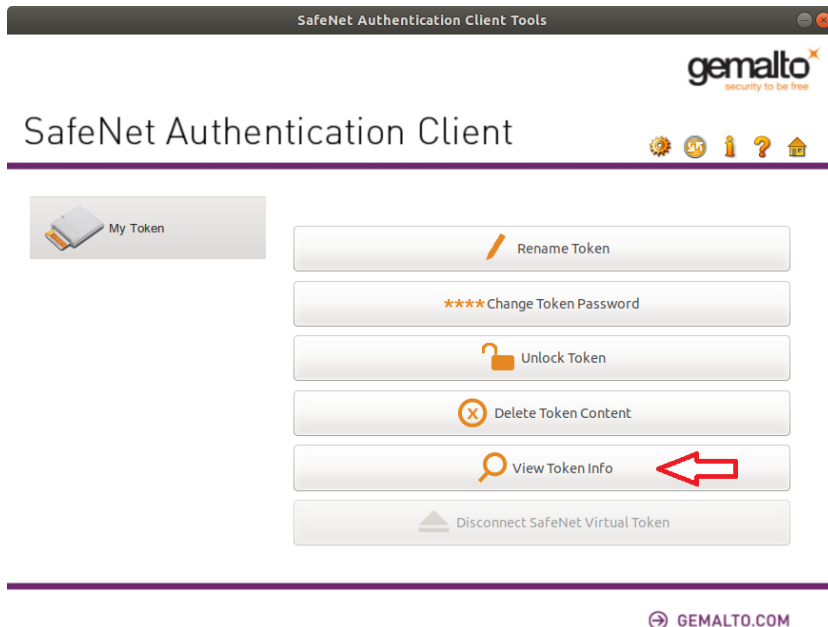 SafeNet Authentication Client Tools
gemalto
security to be free
SafeNet Authentication Client
My Token
Rename Token
****Change Token Password
Unlock Token
Delete Token Content
View Token Info
Disconnect SafeNet Virtual Token
GEMALTO.COM